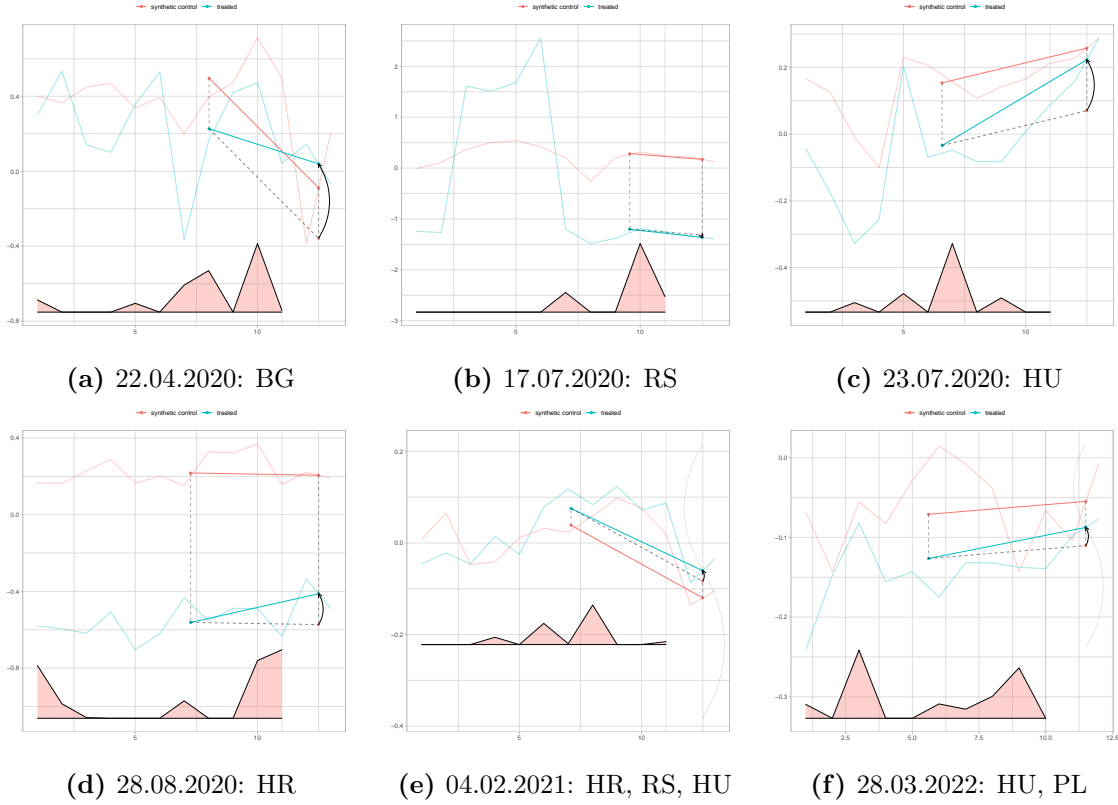 synthetic control treated
synthetic control treated
synthetic control treated
0.4
0.0
−0.4
−0.8
5 10
2
1
0
−1
−2
−3
5 10
0.2
0.0
−0.2
−0.4
5 10
(a) 22.04.2020: BG
(b) 17.07.2020: RS
(c) 23.07.2020: HU
synthetic control treated
synthetic control treated
synthetic control treated
0.4
0.0
−0.4
−0.8
5 10
0.2
0.0
−0.2
−0.4
5 10
0.0
−0.1
−0.2
−0.3
2.5 5.0 7.5 10.0 12.5
(d) 28.08.2020: HR
(e) 04.02.2021: HR, RS, HU
(f) 28.03.2022: HU, PL